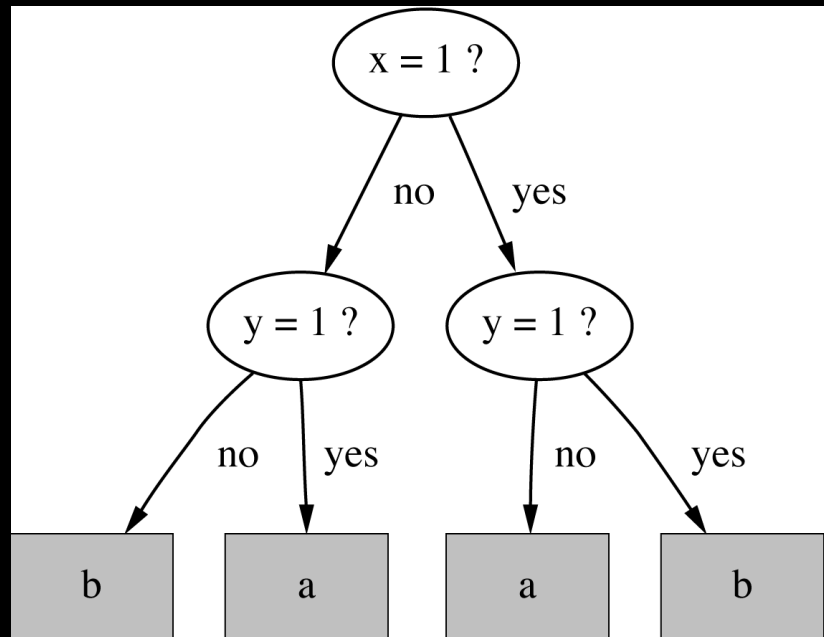 x = 1 ?
no yes
y = 1 ? y = 1 ?
no yes no yes
b a a b